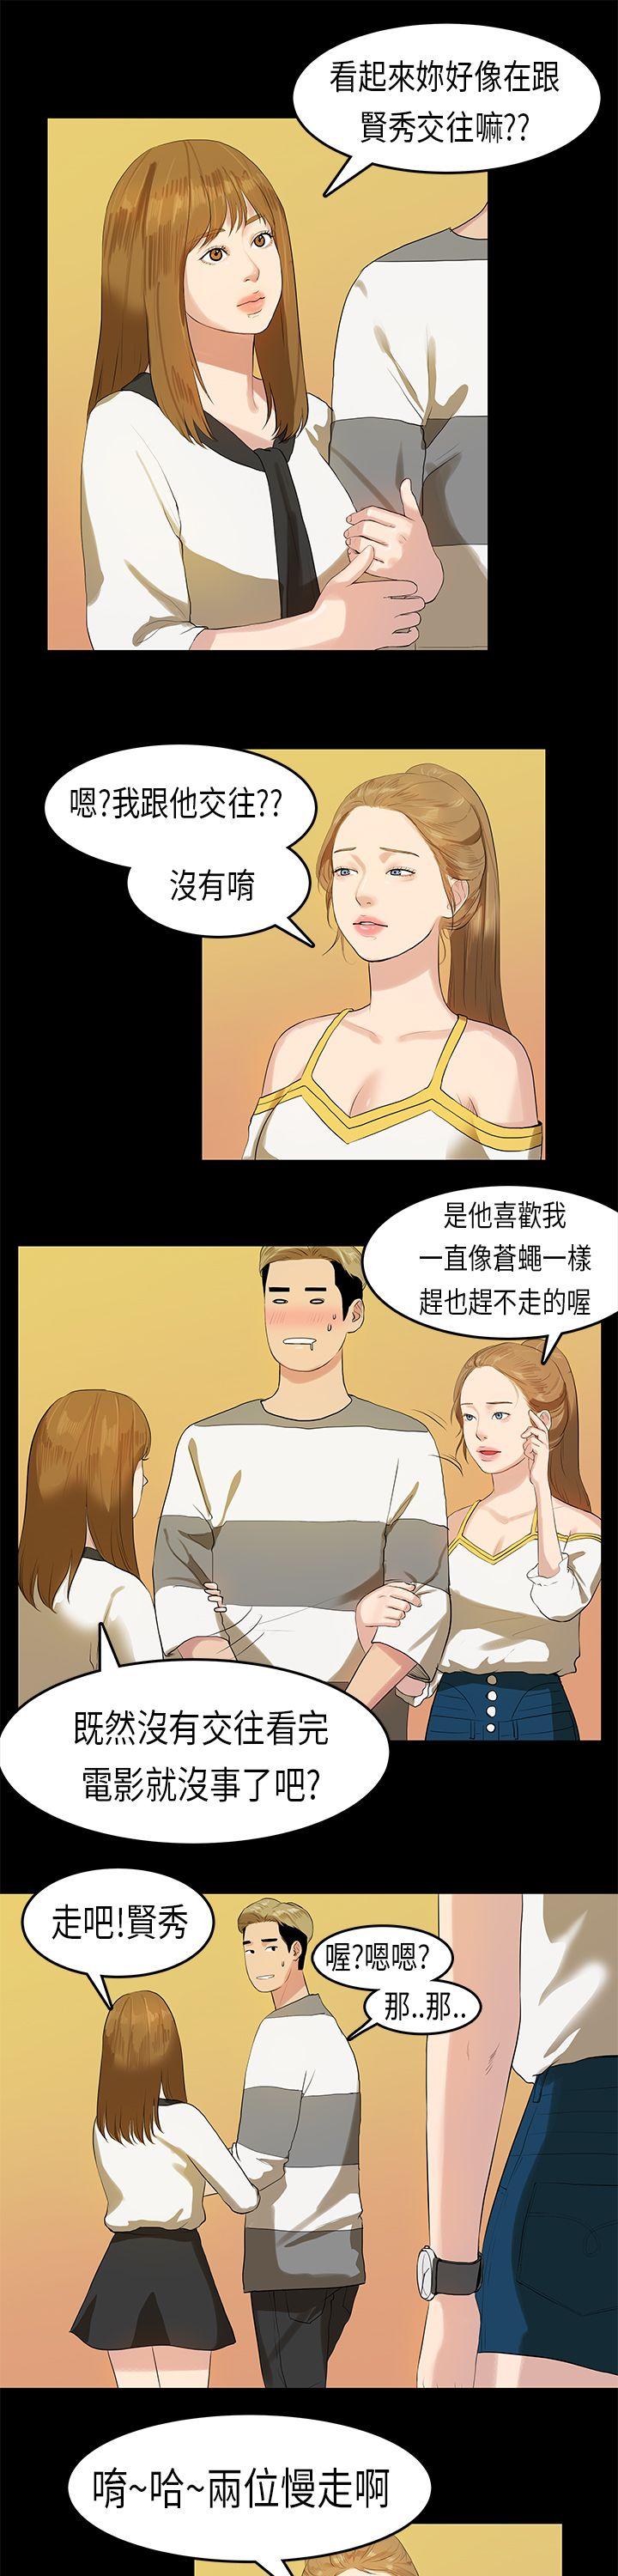 看起來妳好像在跟
賢秀交往嘛??
嗯?我跟他交往??
沒有唷
是他喜歡我
一直像蒼蠅一樣
趕也趕不走的喔
既然沒有交往看完
電影就沒事了吧?
走吧!賢秀
喔?嗯嗯?
那..那..
唷~哈~兩位慢走啊